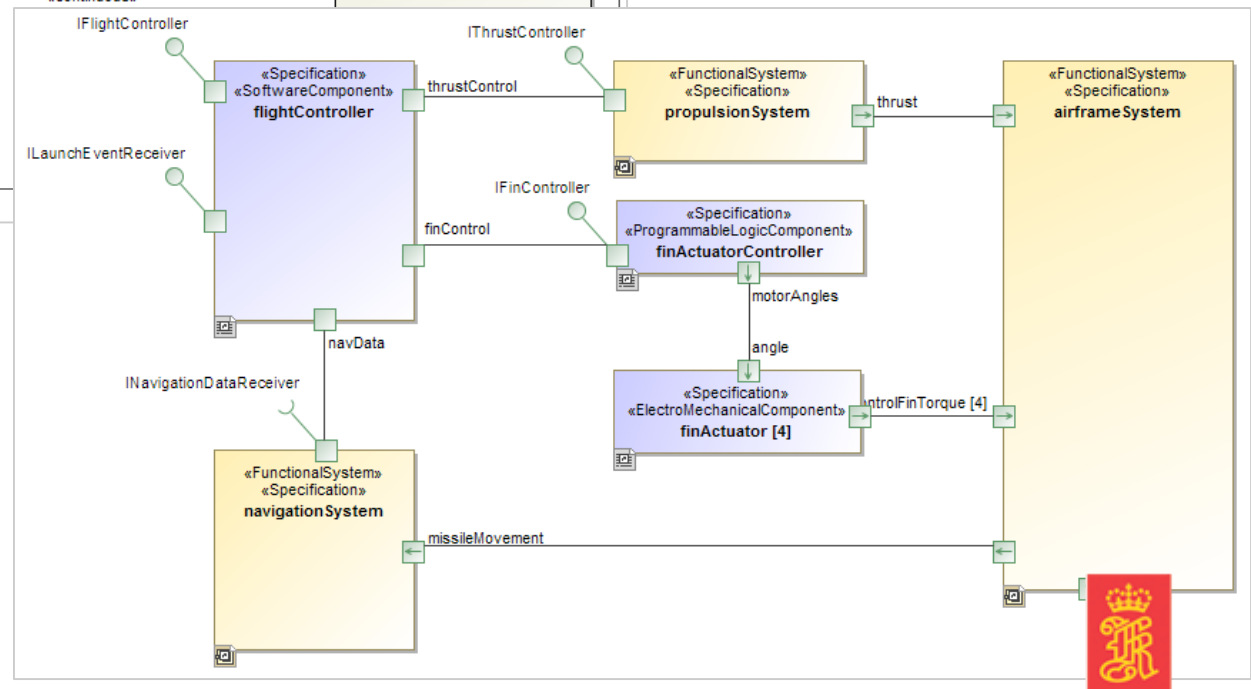 IFlightController
IThrustController
«Specification»
«SoftwareComponent»
flightController
thrustControl
«FunctionalSystem»
«Specification»
propulsionSystem
thrust
«FunctionalSystem»
«Specification»
airframeSystem
ILaunchEventReceiver
IFinController
finControl
«Specification»
«ProgrammableLogicComponent»
finActuatorController
motorAngles
navData
angle
INavigationDataReceiver
«Specification»
«ElectroMechanicalComponent»
finActuator [4]
ntrolFinTorque [4]
«FunctionalSystem»
«Specification»
navigationSystem
missileMovement